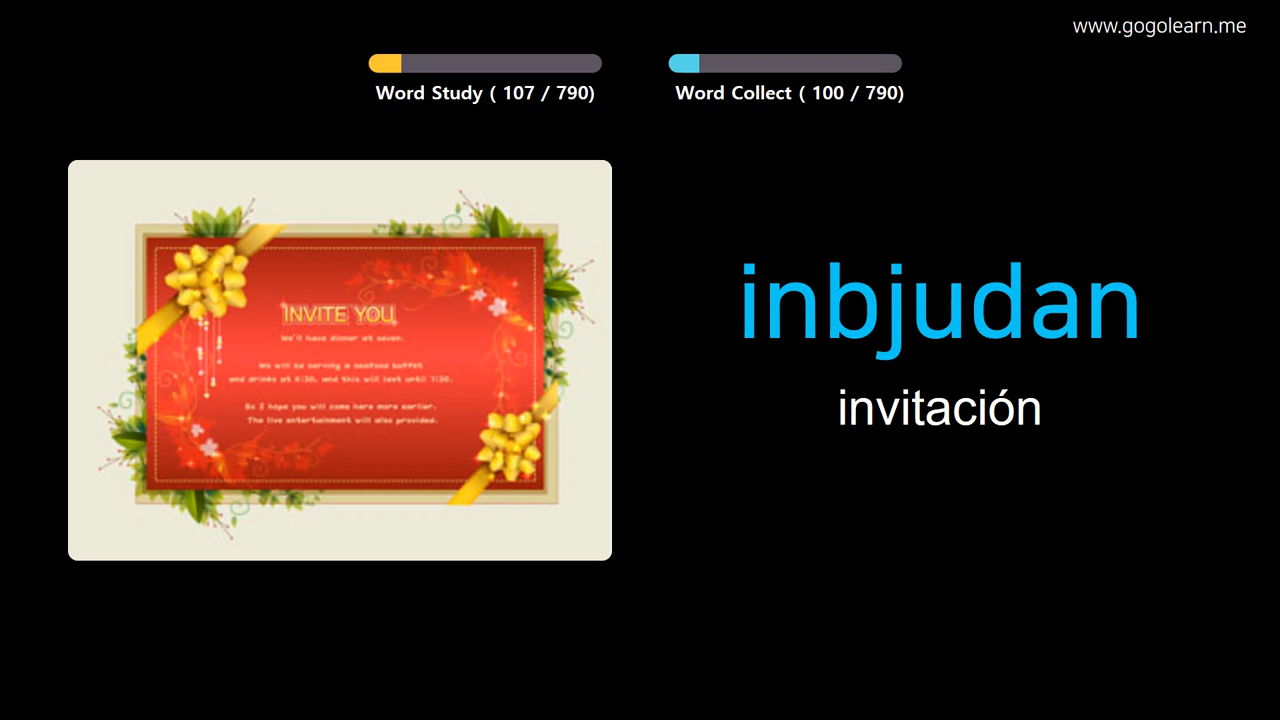 www.gogolearn.me
Word Study ( 107 / 790)
Word Collect ( 100 / 790)
INVITE YOU
We'll have dinner at seven.
We will be serving a seafood buffet
and drinks at 6:30, and this will last until 7:30.
So I hope you will come here more earlier.
The live entertainment will also provided.
inbjudan
invitación